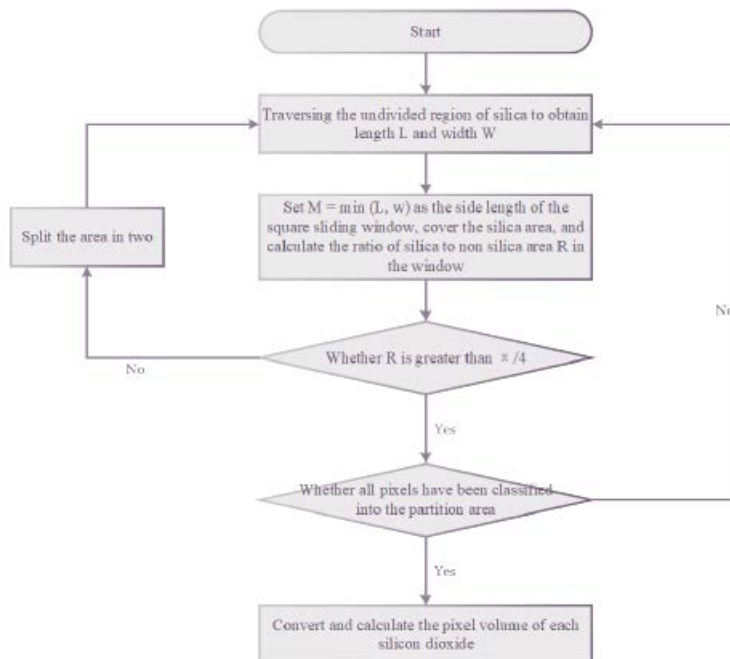 Start
Traversing the undivided region of silica to obtain
length L and width W
Set M = min (L, w) as the side length of the
square sliding window, cover the silica area, and
calculate the ratio of silica to non silica area R in
the window
Split the area in two
No
Whether R is greater than π /4
No
Yes
Whether all pixels have been classified
into the partition area
Yes
Convert and calculate the pixel volume of each
silicon dioxide